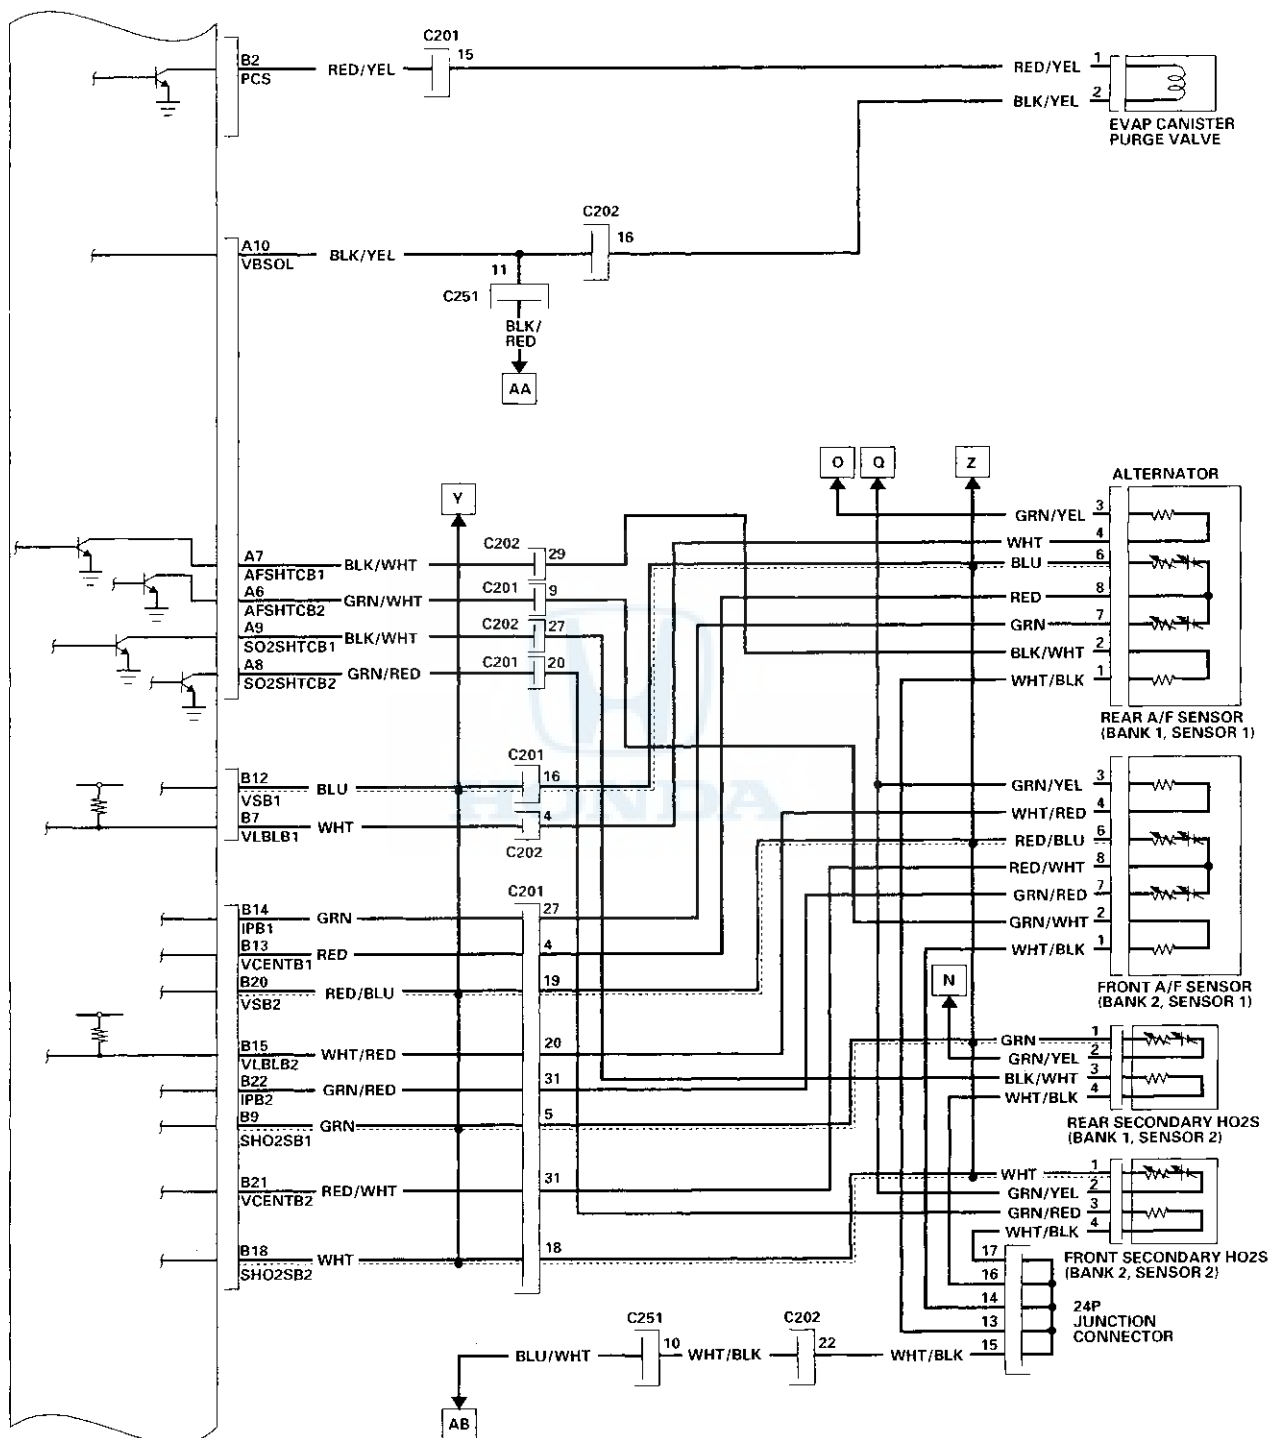 C201
B2
PCS
RED/YEL
15
RED/YEL
1
BLK/YEL
2
EVAP CANISTER
PURGE VALVE
C202
A10
VBSOL
BLK/YEL
16
11
C251
BLK/
RED
AA
O
Q
Z
ALTERNATOR
Y
GRN/YEL
3
WHT
4
BLU
6
RED
8
GRN
7
BLK/WHT
2
WHT/BLK
1
REAR A/F SENSOR
(BANK 1, SENSOR 1)
A7
AFSHTCB1
BLK/WHT
C202
29
A6
AFSHTCB2
GRN/WHT
C201
9
A9
SO2SHTCB1
BLK/WHT
C202
27
A8
SO2SHTCB2
GRN/RED
C201
20
HONDA
B12
VSB1
BLU
C201
16
B7
VLBLB1
WHT
4
C202
GRN/YEL
3
WHT/RED
4
RED/BLU
6
RED/WHT
8
GRN/RED
7
GRN/WHT
2
WHT/BLK
1
FRONT A/F SENSOR
(BANK 2, SENSOR 1)
C201
B14
IPB1
GRN
27
B13
VCENTB1
RED
4
B20
VSB2
RED/BLU
19
B15
VLBLB2
WHT/RED
20
B22
IPB2
GRN/RED
31
B9
SHO2SB1
GRN
5
B21
VCENTB2
RED/WHT
31
B18
SHO2SB2
WHT
18
N
GRN
1
GRN/YEL
2
BLK/WHT
3
WHT/BLK
4
REAR SECONDARY HO2S
(BANK 1, SENSOR 2)
WHT
1
GRN/YEL
2
GRN/RED
3
WHT/BLK
4
FRONT SECONDARY HO2S
(BANK 2, SENSOR 2)
17
16
14
13
15
24P
JUNCTION
CONNECTOR
C251
C202
BLU/WHT
10
WHT/BLK
22
WHT/BLK
AB